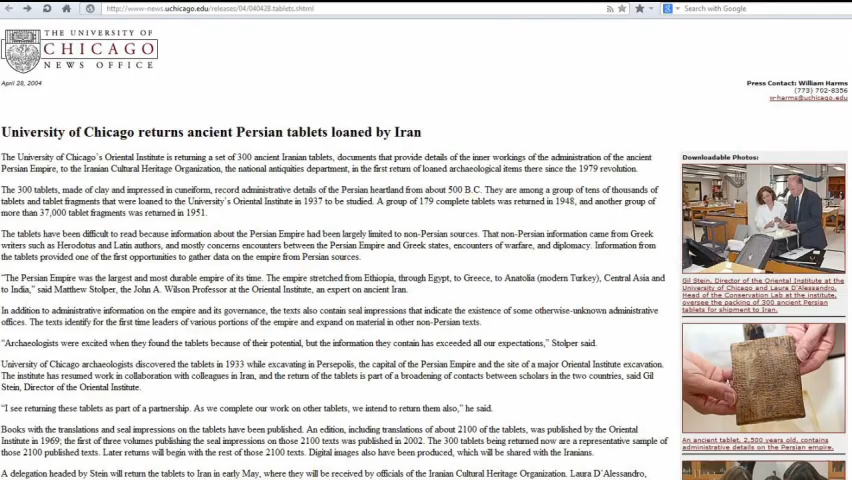 http://www-news.uchicago.edu/releases/04/040428.tablets.shtml
Search with Google
THE UNIVERSITY OF
CHICAGO
NEWS OFFICE
April 28, 2004
Press Contact: William Harms
(773) 702-8356
w-harms@uchicago.edu
University of Chicago returns ancient Persian tablets loaned by Iran
The University of Chicago's Oriental Institute is returning a set of 300 ancient Iranian tablets, documents that provide details of the inner workings of the administration of the ancient
Persian Empire, to the Iranian Cultural Heritage Organization, the national antiquities department, in the first return of loaned archaeological items there since the 1979 revolution.
The 300 tablets, made of clay and impressed in cuneiform, record administrative details of the Persian heartland from about 500 B.C. They are among a group of tens of thousands of
tablets and tablet fragments that were loaned to the University's Oriental Institute in 1937 to be studied. A group of 179 complete tablets was returned in 1948, and another group of
more than 37,000 tablet fragments was returned in 1951.
The tablets have been difficult to read because information about the Persian Empire had been largely limited to non-Persian sources. That non-Persian information came from Greek
writers such as Herodotus and Latin authors, and mostly concerns encounters between the Persian Empire and Greek states, encounters of warfare, and diplomacy. Information from
the tablets provided one of the first opportunities to gather data on the empire from Persian sources.
"The Persian Empire was the largest and most durable empire of its time. The empire stretched from Ethiopia, through Egypt, to Greece, to Anatolia (modern Turkey), Central Asia and
to India," said Matthew Stolper, the John A. Wilson Professor at the Oriental Institute, an expert on ancient Iran.
In addition to administrative information on the empire and its governance, the texts also contain seal impressions that indicate the existence of some otherwise-unknown administrative
offices. The texts identify for the first time leaders of various portions of the empire and expand on material in other non-Persian texts.
"Archaeologists were excited when they found the tablets because of their potential, but the information they contain has exceeded all our expectations," Stolper said.
University of Chicago archaeologists discovered the tablets in 1933 while excavating in Persepolis, the capital of the Persian Empire and the site of a major Oriental Institute excavation.
The institute has resumed work in collaboration with colleagues in Iran, and the return of the tablets is part of a broadening of contacts between scholars in the two countries, said Gil
Stein, Director of the Oriental Institute.
"I see returning these tablets as part of a partnership. As we complete our work on other tablets, we intend to return them also," he said.
Books with the translations and seal impressions on the tablets have been published. An edition, including translations of about 2100 of the tablets, was published by the Oriental
Institute in 1969; the first of three volumes publishing the seal impressions on those 2100 texts was published in 2002. The 300 tablets being returned now are a representative sample of
those 2100 published texts. Later returns will begin with the rest of those 2100 texts. Digital images also have been produced, which will be shared with the Iranians.
A delegation headed by Stein will return the tablets to Iran in early May, where they will be received by officials of the Iranian Cultural Heritage Organization. Laura D'Alessandro,
Downloadable Photos:
Gil Stein, Director of the Oriental Institute at the
University of Chicago and Laura D'Alessandro,
Head of the Conservation Lab at the institute,
oversee the packing of 300 ancient Persian
tablets for shipment to Iran.
An ancient tablet, 2,500 years old, contains
administrative details on the Persian empire.